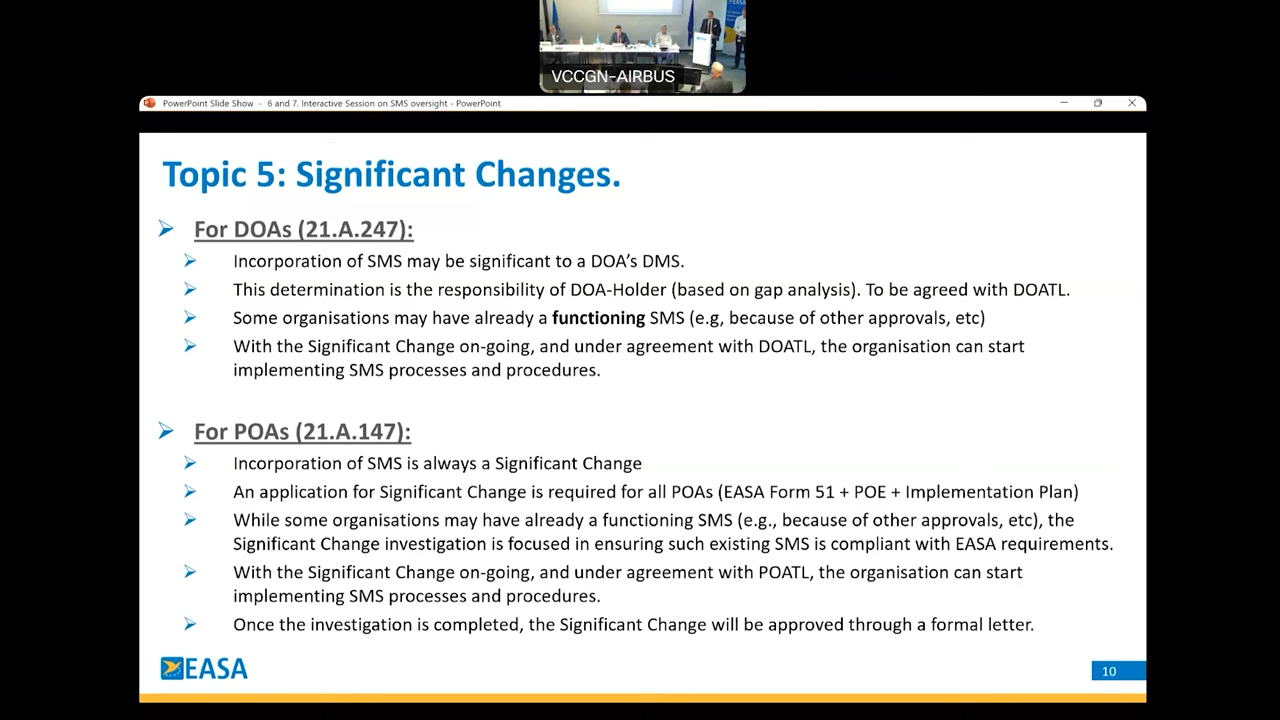 VCCGN-AIRBUS
PowerPoint Slide Show - 6 and 7. Interactive Session on SMS oversight - PowerPoint
Topic 5: Significant Changes.
For DOAs (21.A.247):
Incorporation of SMS may be significant to a DOA's DMS.
This determination is the responsibility of DOA-Holder (based on gap analysis). To be agreed with DOATL.
Some organisations may have already a functioning SMS (e.g, because of other approvals, etc)
With the Significant Change on-going, and under agreement with DOATL, the organisation can start
implementing SMS processes and procedures.
For POAs (21.A.147):
Incorporation of SMS is always a Significant Change
An application for Significant Change is required for all POAs (EASA Form 51 + POE + Implementation Plan)
While some organisations may have already a functioning SMS (e.g., because of other approvals, etc), the
Significant Change investigation is focused in ensuring such existing SMS is compliant with EASA requirements.
With the Significant Change on-going, and under agreement with POATL, the organisation can start
implementing SMS processes and procedures.
Once the investigation is completed, the Significant Change will be approved through a formal letter.
EASA
10